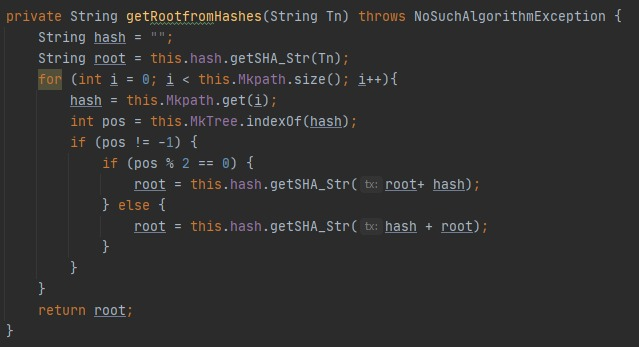 private String getRootfromHashes(String Tn) throws NoSuchAlgorithmException {
    String hash = "";
    String root = this.hash.getSHA_Str(Tn);
    for (int i = 0; i < this.Mkpath.size(); i++){
        hash = this.Mkpath.get(i);
        int pos = this.MkTree.indexOf(hash);
        if (pos != -1) {
            if (pos % 2 == 0) {
                root = this.hash.getSHA_Str( tx: root+ hash);
            } else {
                root = this.hash.getSHA_Str( tx: hash + root);
            }
        }
    }
    return root;
}